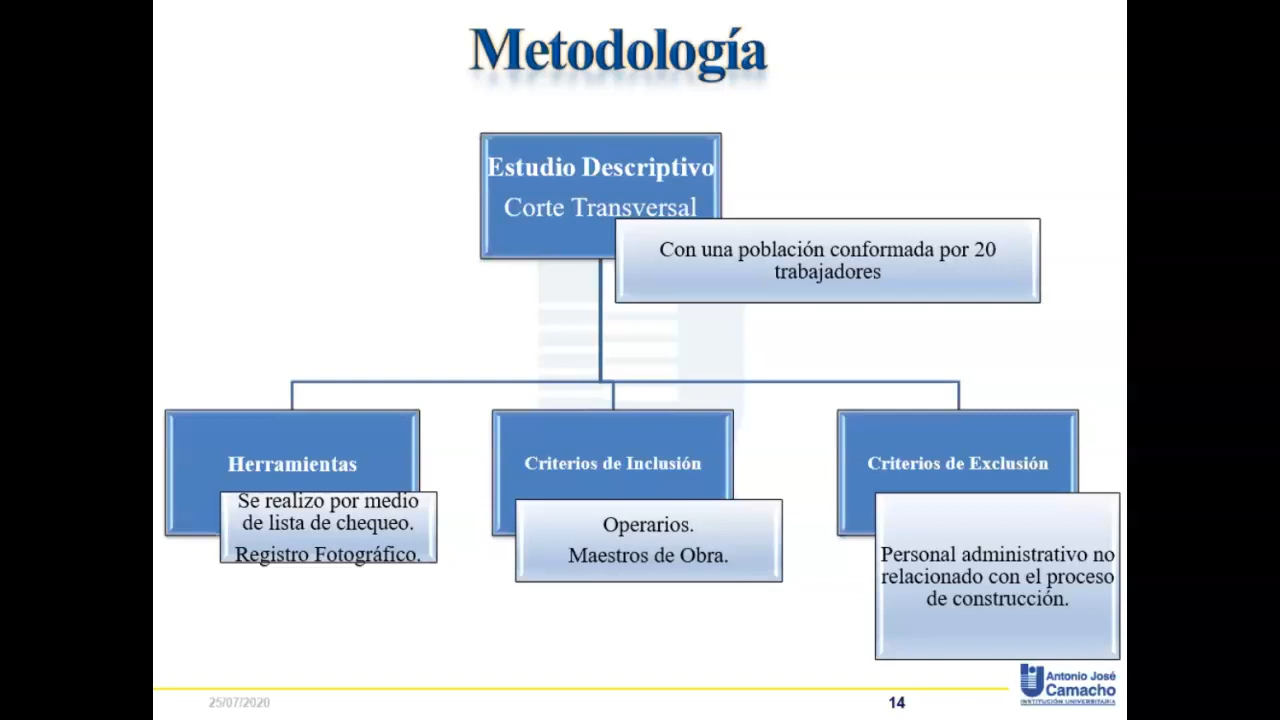 Metodología
Estudio Descriptivo
Corte Transversal
Con una población conformada por 20
trabajadores
Herramientas
Se realizo por medio
de lista de chequeo.
Registro Fotográfico.
Criterios de Inclusión
Operarios.
Maestros de Obra.
Criterios de Exclusión
Personal administrativo no
relacionado con el proceso
de construcción.
25/07/2020
14
Antonio José
Camacho
INSTITUCIÓN UNIVERSITARIA